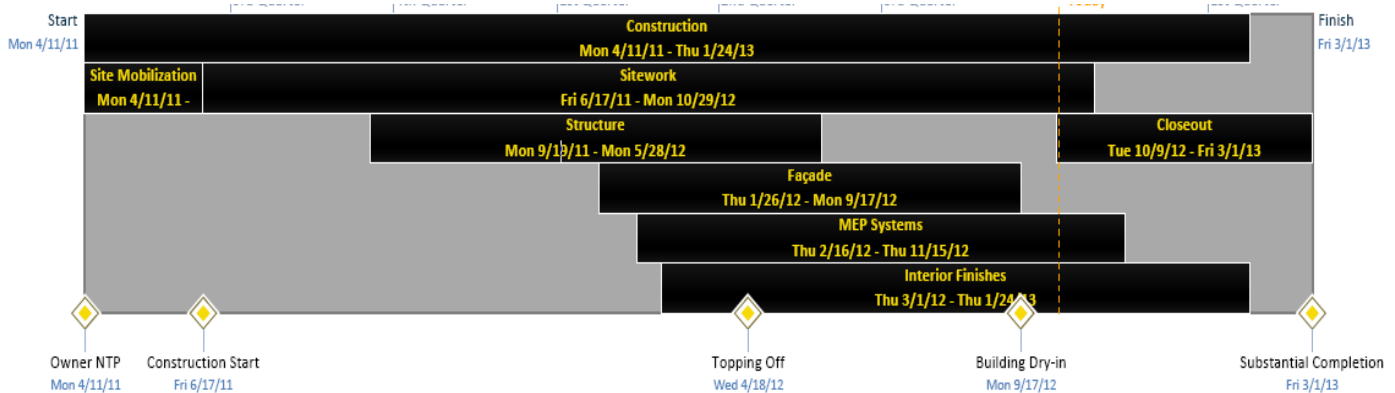 Start
Mon 4/11/11
Finish
Fri 3/1/13
Construction
Mon 4/11/11 - Thu 1/24/13
Site Mobilization
Mon 4/11/11 -
Sitework
Fri 6/17/11 - Mon 10/29/12
Structure
Mon 9/19/11 - Mon 5/28/12
Closeout
Tue 10/9/12 - Fri 3/1/13
Façade
Thu 1/26/12 - Mon 9/17/12
MEP Systems
Thu 2/16/12 - Thu 11/15/12
Interior Finishes
Thu 3/1/12 - Thu 1/24/13
Owner NTP
Mon 4/11/11
Construction Start
Fri 6/17/11
Topping Off
Wed 4/18/12
Building Dry-in
Mon 9/17/12
Substantial Completion
Fri 3/1/13